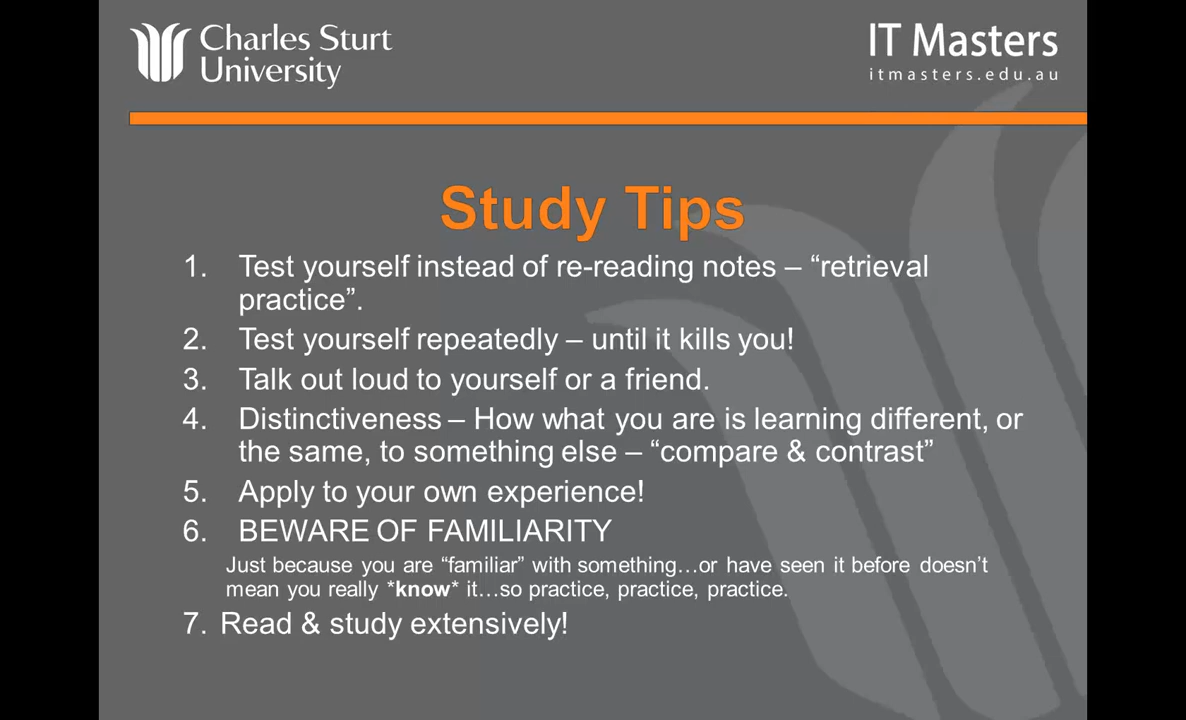 Charles Sturt
University
IT Masters
itmasters.edu.au
Study Tips
1. Test yourself instead of re-reading notes – “retrieval
practice”.
2. Test yourself repeatedly – until it kills you!
3. Talk out loud to yourself or a friend.
4. Distinctiveness – How what you are is learning different, or
the same, to something else – “compare & contrast”
5. Apply to your own experience!
6. BEWARE OF FAMILIARITY
Just because you are “familiar” with something…or have seen it before doesn’t
mean you really *know* it…so practice, practice, practice.
7. Read & study extensively!